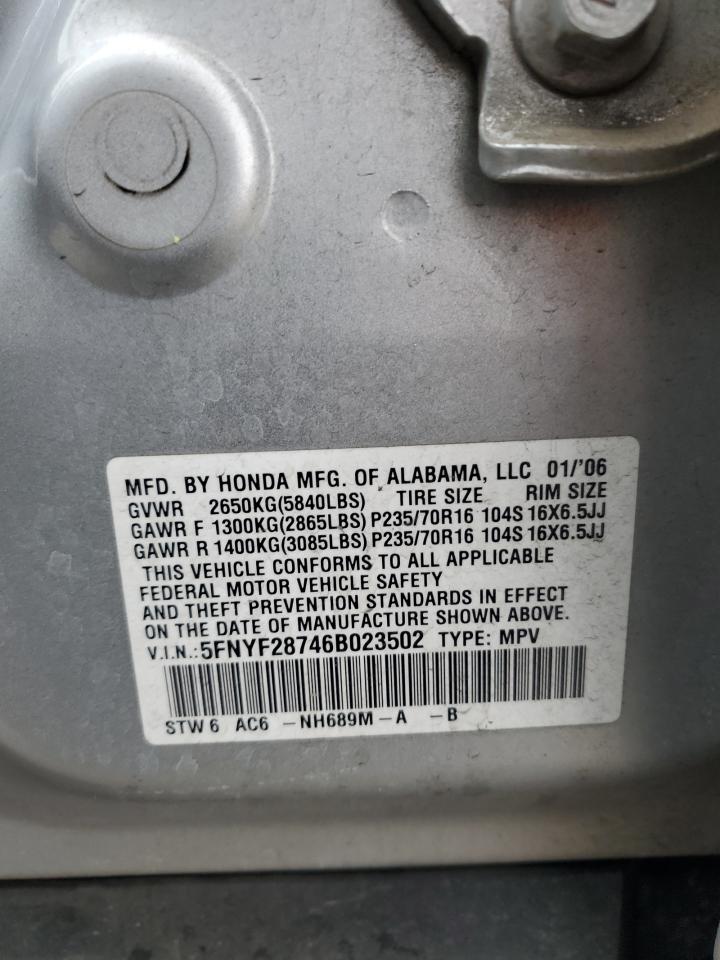 MFD. BY HONDA MFG. OF ALABAMA, LLC 01/'06
GVWR 2650KG(5840LBS) TIRE SIZE RIM SIZE
GAWR F 1300KG(2865LBS) P235/70R16 104S 16X6.5JJ
GAWR R 1400KG(3085LBS) P235/70R16 104S 16X6.5JJ
THIS VEHICLE CONFORMS TO ALL APPLICABLE
FEDERAL MOTOR VEHICLE SAFETY
AND THEFT PREVENTION STANDARDS IN EFFECT
ON THE DATE OF MANUFACTURE SHOWN ABOVE.
V.I.N.:5FNYF28746B023502 TYPE: MPV
STW 6 AC6 -NH689M-A -B